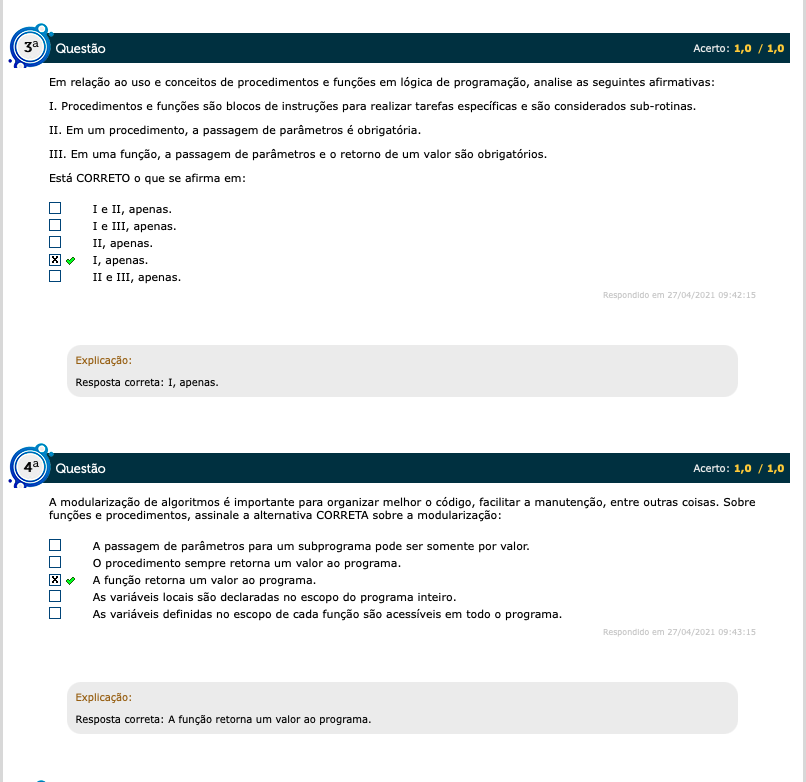 3ª Questão Acerto: 1,0 / 1,0
Em relação ao uso e conceitos de procedimentos e funções em lógica de programação, analise as seguintes afirmativas:
I. Procedimentos e funções são blocos de instruções para realizar tarefas específicas e são considerados sub-rotinas.
II. Em um procedimento, a passagem de parâmetros é obrigatória.
III. Em uma função, a passagem de parâmetros e o retorno de um valor são obrigatórios.
Está CORRETO o que se afirma em:
I e II, apenas.
I e III, apenas.
II, apenas.
X I, apenas.
II e III, apenas.
Respondido em 27/04/2021 09:42:15
Explicação:
Resposta correta: I, apenas.
4ª Questão Acerto: 1,0 / 1,0
A modularização de algoritmos é importante para organizar melhor o código, facilitar a manutenção, entre outras coisas. Sobre
funções e procedimentos, assinale a alternativa CORRETA sobre a modularização:
A passagem de parâmetros para um subprograma pode ser somente por valor.
O procedimento sempre retorna um valor ao programa.
X A função retorna um valor ao programa.
As variáveis locais são declaradas no escopo do programa inteiro.
As variáveis definidas no escopo de cada função são acessíveis em todo o programa.
Respondido em 27/04/2021 09:43:15
Explicação:
Resposta correta: A função retorna um valor ao programa.